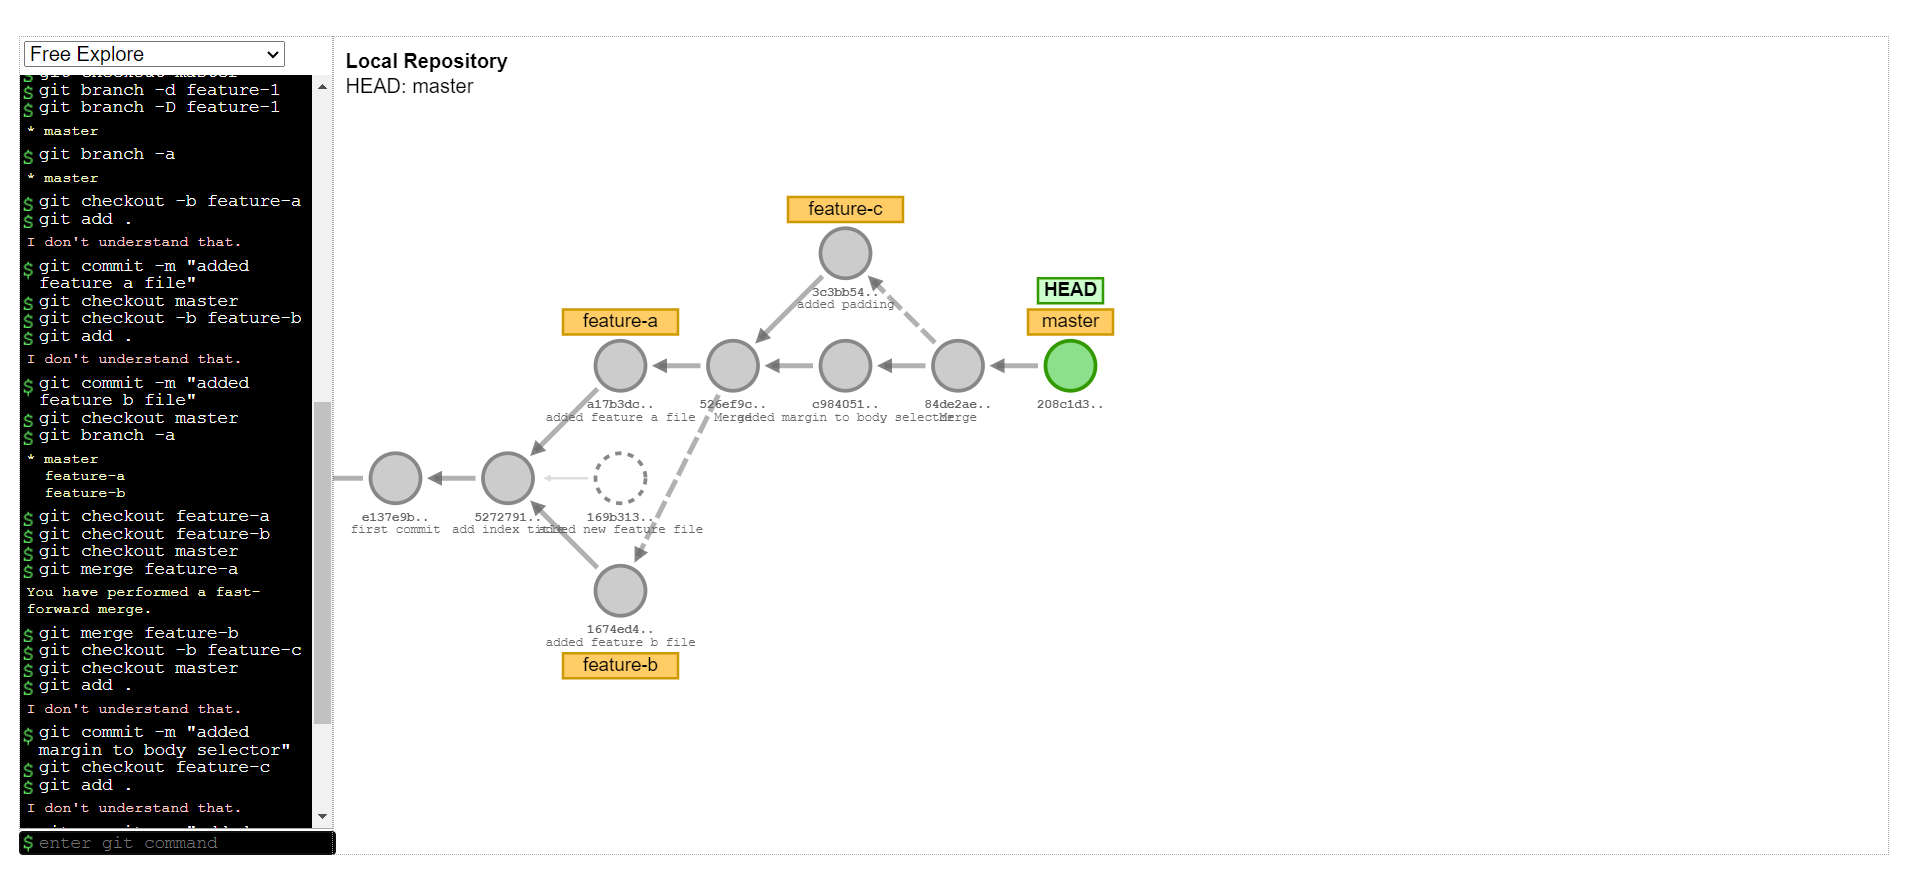 Free Explore
$ git checkout master
$ git branch -d feature-1
$ git branch -D feature-1
* master
$ git branch -a
* master
$ git checkout -b feature-a
$ git add .
I don't understand that.
$ git commit -m "added
feature a file"
$ git checkout master
$ git checkout -b feature-b
$ git add .
I don't understand that.
$ git commit -m "added
feature b file"
$ git checkout master
$ git branch -a
* master
feature-a
feature-b
$ git checkout feature-a
$ git checkout feature-b
$ git checkout master
$ git merge feature-a
You have performed a fast-
forward merge.
$ git merge feature-b
$ git checkout -b feature-c
$ git checkout master
$ git add .
I don't understand that.
$ git commit -m "added
margin to body selector"
$ git checkout feature-c
$ git add .
I don't understand that.
$ enter git command
Local Repository
HEAD: master
feature-c
3c3bb54..
added padding
HEAD
feature-a
master
a17b3dc..
added feature a file
526ef9c..
Merge
c984051..
added margin to body selector
84de2ae..
Merge
208c1d3..
e137e9b..
first commit
5272791..
add index title
169b313..
added new feature file
1674ed4..
added feature b file
feature-b